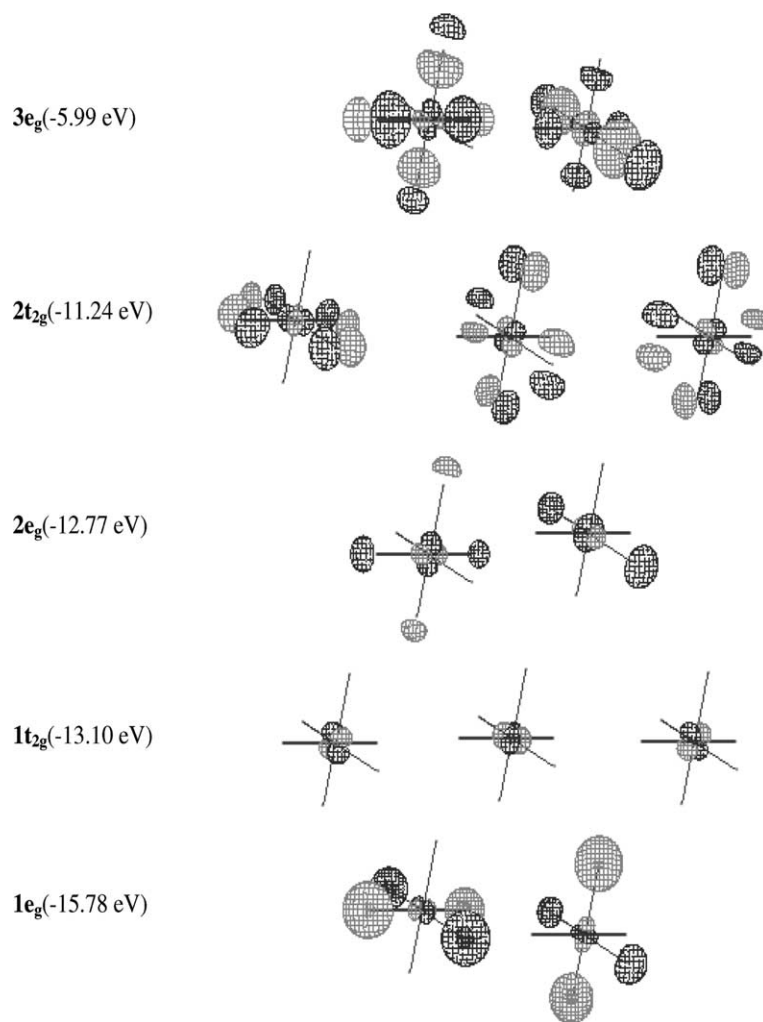 3eg(-5.99 eV)
2t2g(-11.24 eV)
2eg(-12.77 eV)
1t2g(-13.10 eV)
1eg(-15.78 eV)